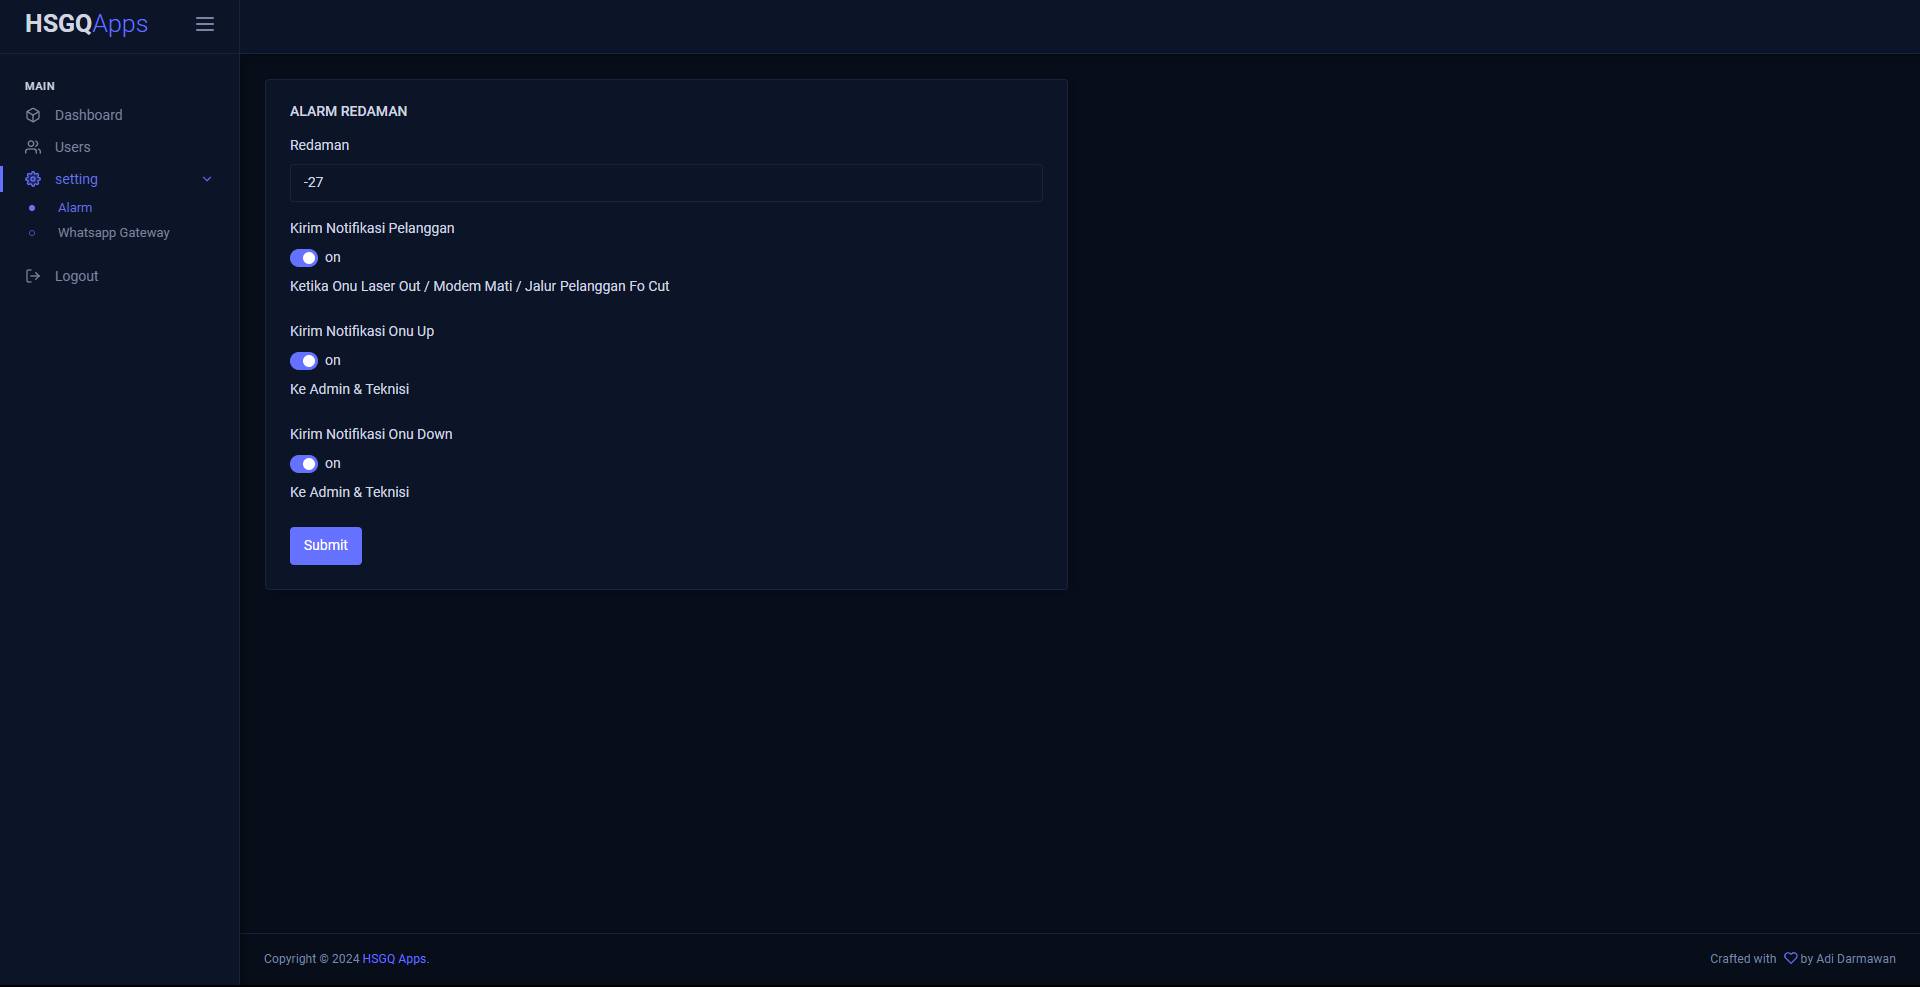 HSGQApps
MAIN
Dashboard
Users
setting
Alarm
Whatsapp Gateway
Logout
ALARM REDAMAN
Redaman
-27
Kirim Notifikasi Pelanggan
on
Ketika Onu Laser Out / Modem Mati / Jalur Pelanggan Fo Cut
Kirim Notifikasi Onu Up
on
Ke Admin & Teknisi
Kirim Notifikasi Onu Down
on
Ke Admin & Teknisi
Submit
Copyright © 2024 HSGQ Apps.
Crafted with by Adi Darmawan